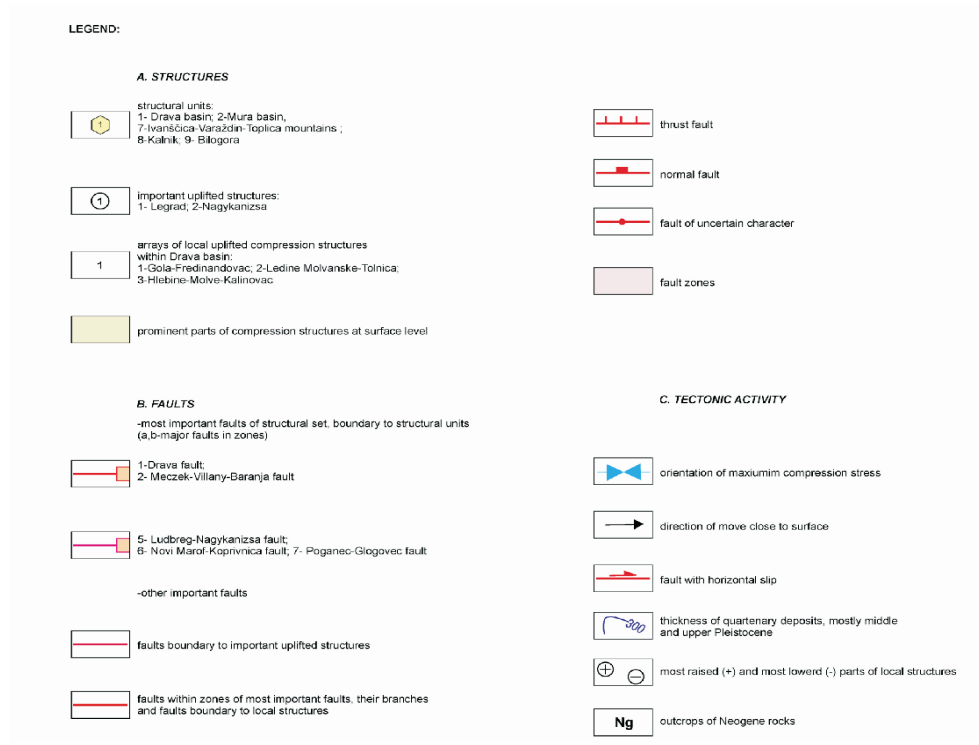 LEGEND:
A. STRUCTURES
1
structural units:
1- Drava basin; 2-Mura basin,
7-Ivanščica-Varaždin-Toplica mountains ;
8-Kalnik; 9- Bilogora
1
important uplifted structures:
1- Legrad; 2-Nagykanizsa
1
arrays of local uplifted compression structures
within Drava basin:
1-Gola-Fredinandovac; 2-Ledine Molvanske-Tolnica;
3-Hlebine-Molve-Kalinovac
prominent parts of compression structures at surface level
B. FAULTS
-most important faults of structural set, boundary to structural units
(a,b-major faults in zones)
1-Drava fault;
2- Meczek-Villany-Baranja fault
5- Ludbreg-Nagykanizsa fault;
6- Novi Marof-Koprivnica fault; 7- Poganec-Glogovec fault
-other important faults
faults boundary to important uplifted structures
faults within zones of most important faults, their branches
and faults boundary to local structures
thrust fault
normal fault
fault of uncertain character
fault zones
C. TECTONIC ACTIVITY
orientation of maxiumim compression stress
direction of move close to surface
fault with horizontal slip
300
thickness of quartenary deposits, mostly middle
and upper Pleistocene
+ -
most raised (+) and most lowerd (-) parts of local structures
Ng
outcrops of Neogene rocks